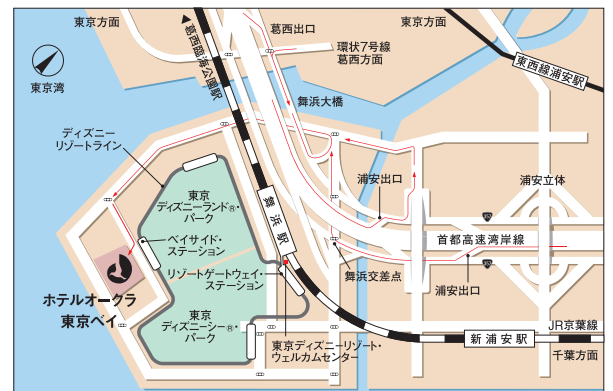 東京方面
葛西出口
東京方面
環状7号線
葛西方面
葛西臨海公園駅
東西線浦安駅
東京湾
舞浜大橋
ディズニー
リゾートライン
浦安出口
浦安立体
東京
ディズニーランド®・
パーク
舞浜駅
357
首都高速湾岸線
ベイサイド・
ステーション
リゾートゲートウェイ・
ステーション
舞浜交差点
357
浦安出口
ホテルオークラ
東京ベイ
東京
ディズニーシー®・
パーク
東京ディズニーリゾート・
ウェルカムセンター
新浦安駅
JR京葉線
千葉方面